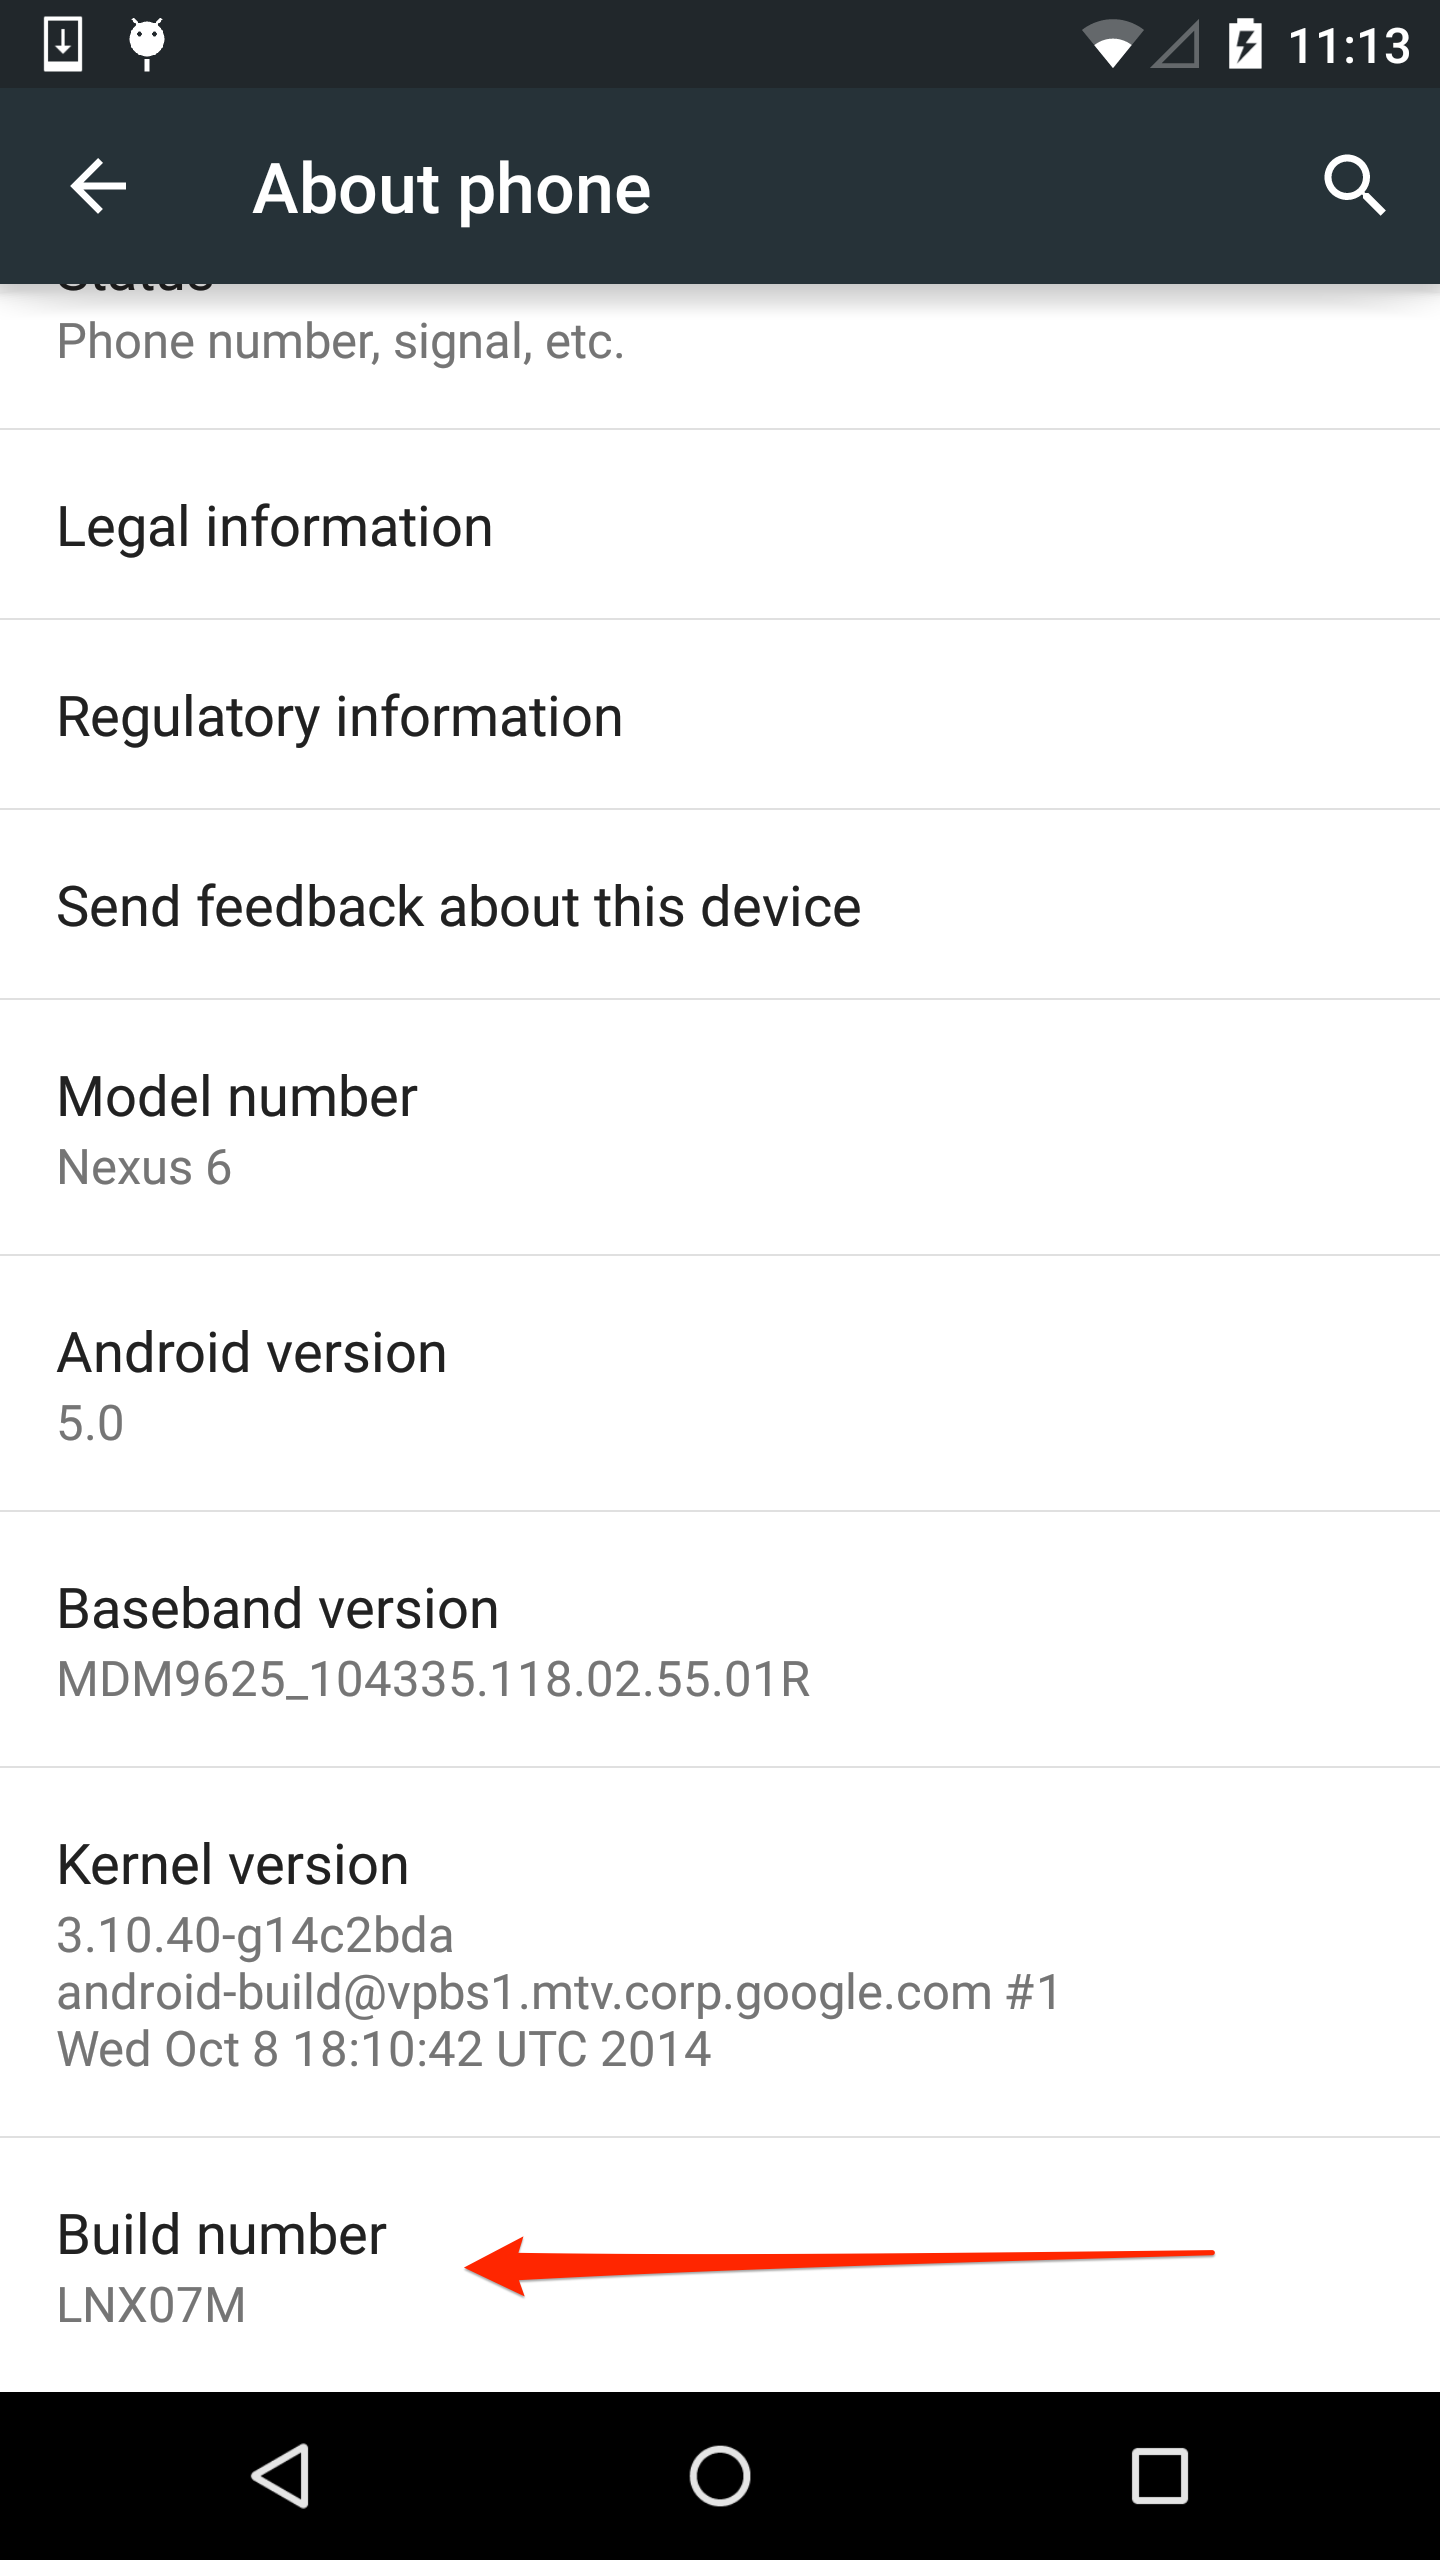 11:13
About phone
Status
Phone number, signal, etc.
Legal information
Regulatory information
Send feedback about this device
Model number
Nexus 6
Android version
5.0
Baseband version
MDM9625_104335.118.02.55.01R
Kernel version
3.10.40-g14c2bda
android-build@vpbs1.mtv.corp.google.com #1
Wed Oct 8 18:10:42 UTC 2014
Build number
LNX07M